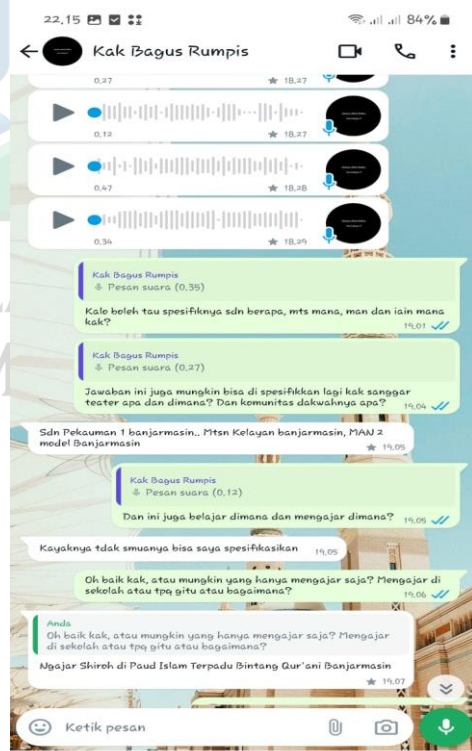 22,15
84%
Kak Bagus Rumpis
0,27
18,27
0,12
18,27
0,47
18,28
0,34
18,29
Kak Bagus Rumpis
Pesan suara (0,35)
Kalo boleh tau spesifiknya sdn berapa, mts mana, man dan iain mana
kak?
19,01
Kak Bagus Rumpis
Pesan suara (0,27)
Jawaban ini juga mungkin bisa di spesifikkan lagi kak sanggar
teater apa dan dimana? Dan komunitas dakwahnya apa?
19,04
Sdn Pekauman 1 banjarmasin.. Mtsn Kelayan banjarmasin, MAN 2
model Banjarmasin
19,05
Kak Bagus Rumpis
Pesan suara (0,12)
Dan ini juga belajar dimana dan mengajar dimana?
19,05
Kayaknya tdak smuanya bisa saya spesifikasikan
19,05
Oh baik kak, atau mungkin yang hanya mengajar saja? Mengajar di
sekolah atau tpq gitu atau bagaimana?
19,06
Anda
Oh baik kak, atau mungkin yang hanya mengajar saja? Mengajar
di sekolah atau tpq gitu atau bagaimana?
Ngajar Shiroh di Paud Islam Terpadu Bintang Qur'ani Banjarmasin
19,07
Ketik pesan